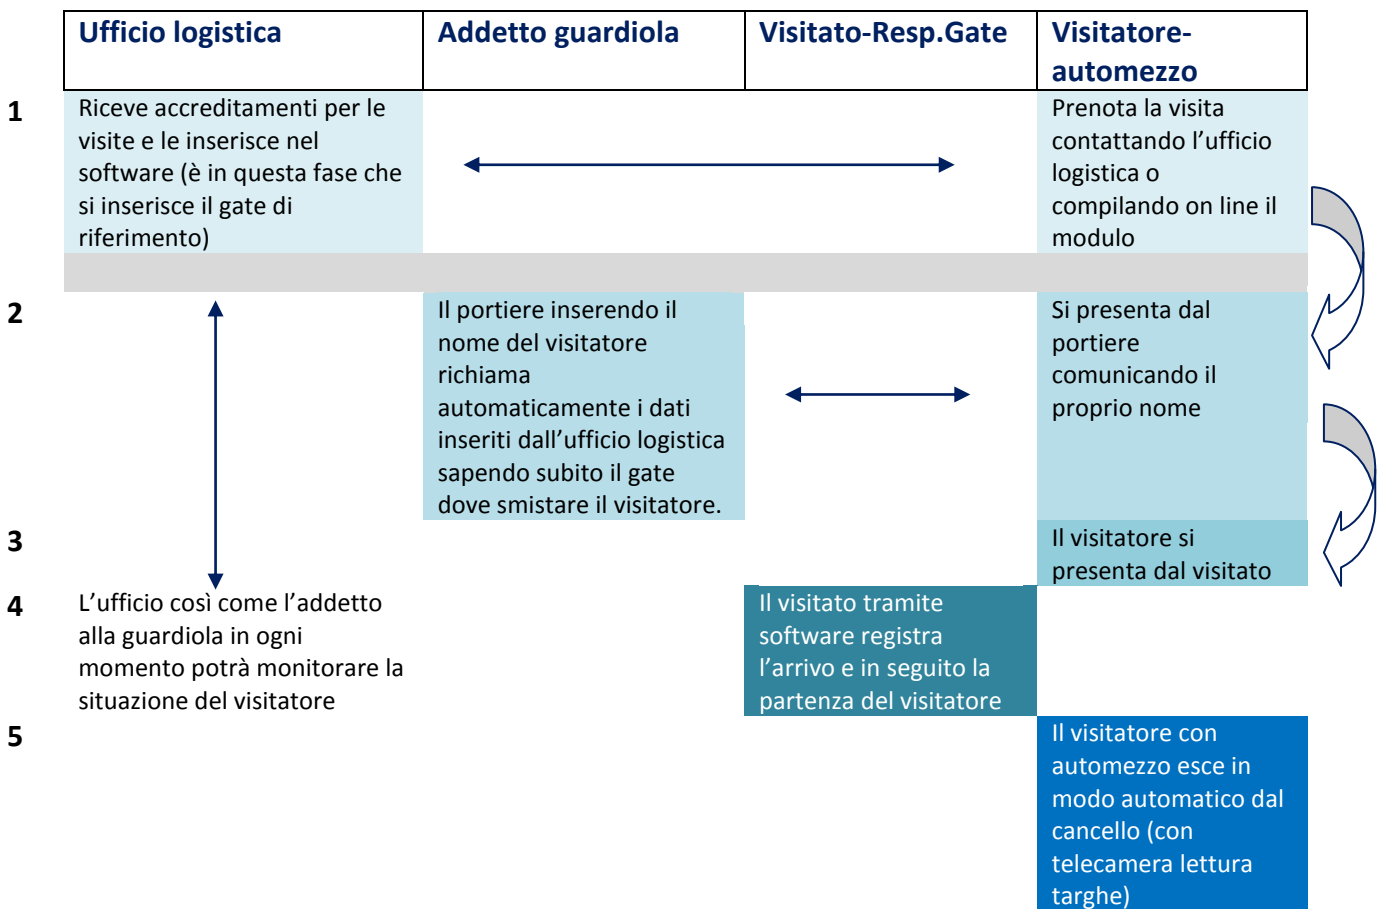 Ufficio logistica
Addetto guardiola
Visitato-Resp.Gate
Visitatore-
automezzo
1
Riceve accreditamenti per le
visite e le inserisce nel
software (è in questa fase che
si inserisce il gate di
riferimento)
Prenota la visita
contattando l’ufficio
logistica o
compilando on line il
modulo
2
Il portiere inserendo il
nome del visitatore
richiama
automaticamente i dati
inseriti dall’ufficio logistica
sapendo subito il gate
dove smistare il visitatore.
Si presenta dal
portiere
comunicando il
proprio nome
3
Il visitatore si
presenta dal visitato
4
L’ufficio così come l’addetto
alla guardiola in ogni
momento potrà monitorare la
situazione del visitatore
Il visitato tramite
software registra
l’arrivo e in seguito la
partenza del visitatore
5
Il visitatore con
automezzo esce in
modo automatico dal
cancello (con
telecamera lettura
targhe)